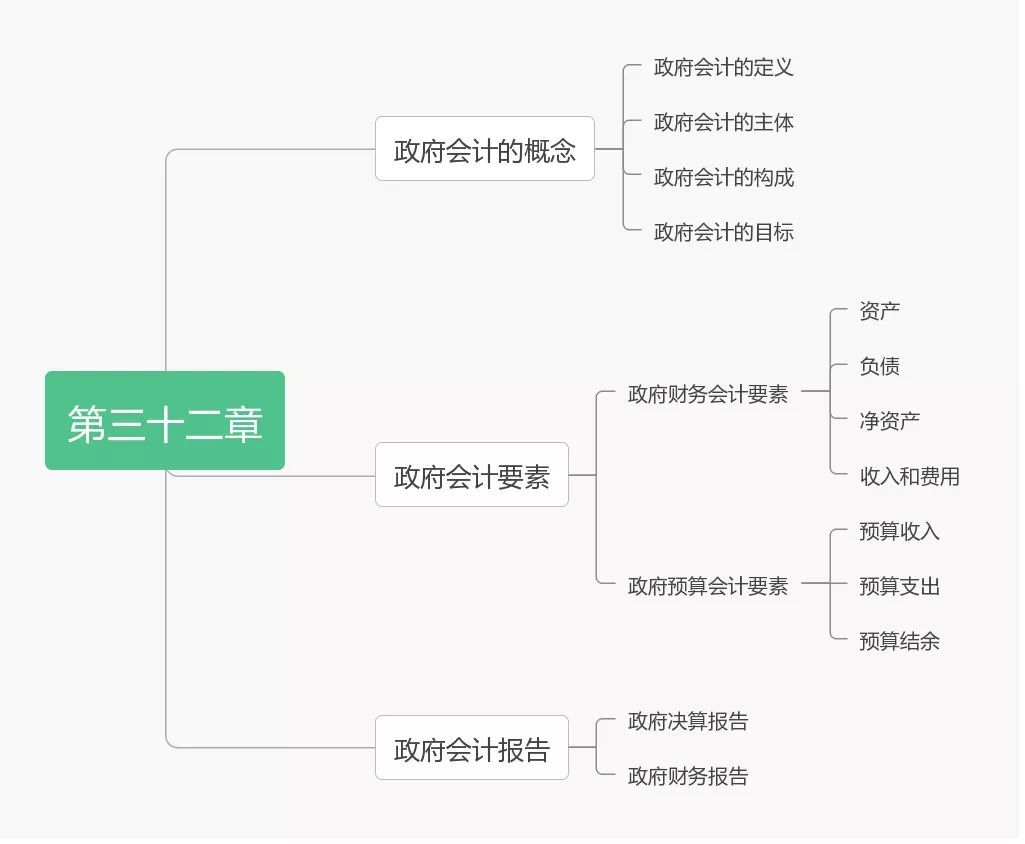 第三十二章
政府会计的概念
政府会计的定义
政府会计的主体
政府会计的构成
政府会计的目标
政府会计要素
政府财务会计要素
资产
负债
净资产
收入和费用
政府预算会计要素
预算收入
预算支出
预算结余
政府会计报告
政府决算报告
政府财务报告